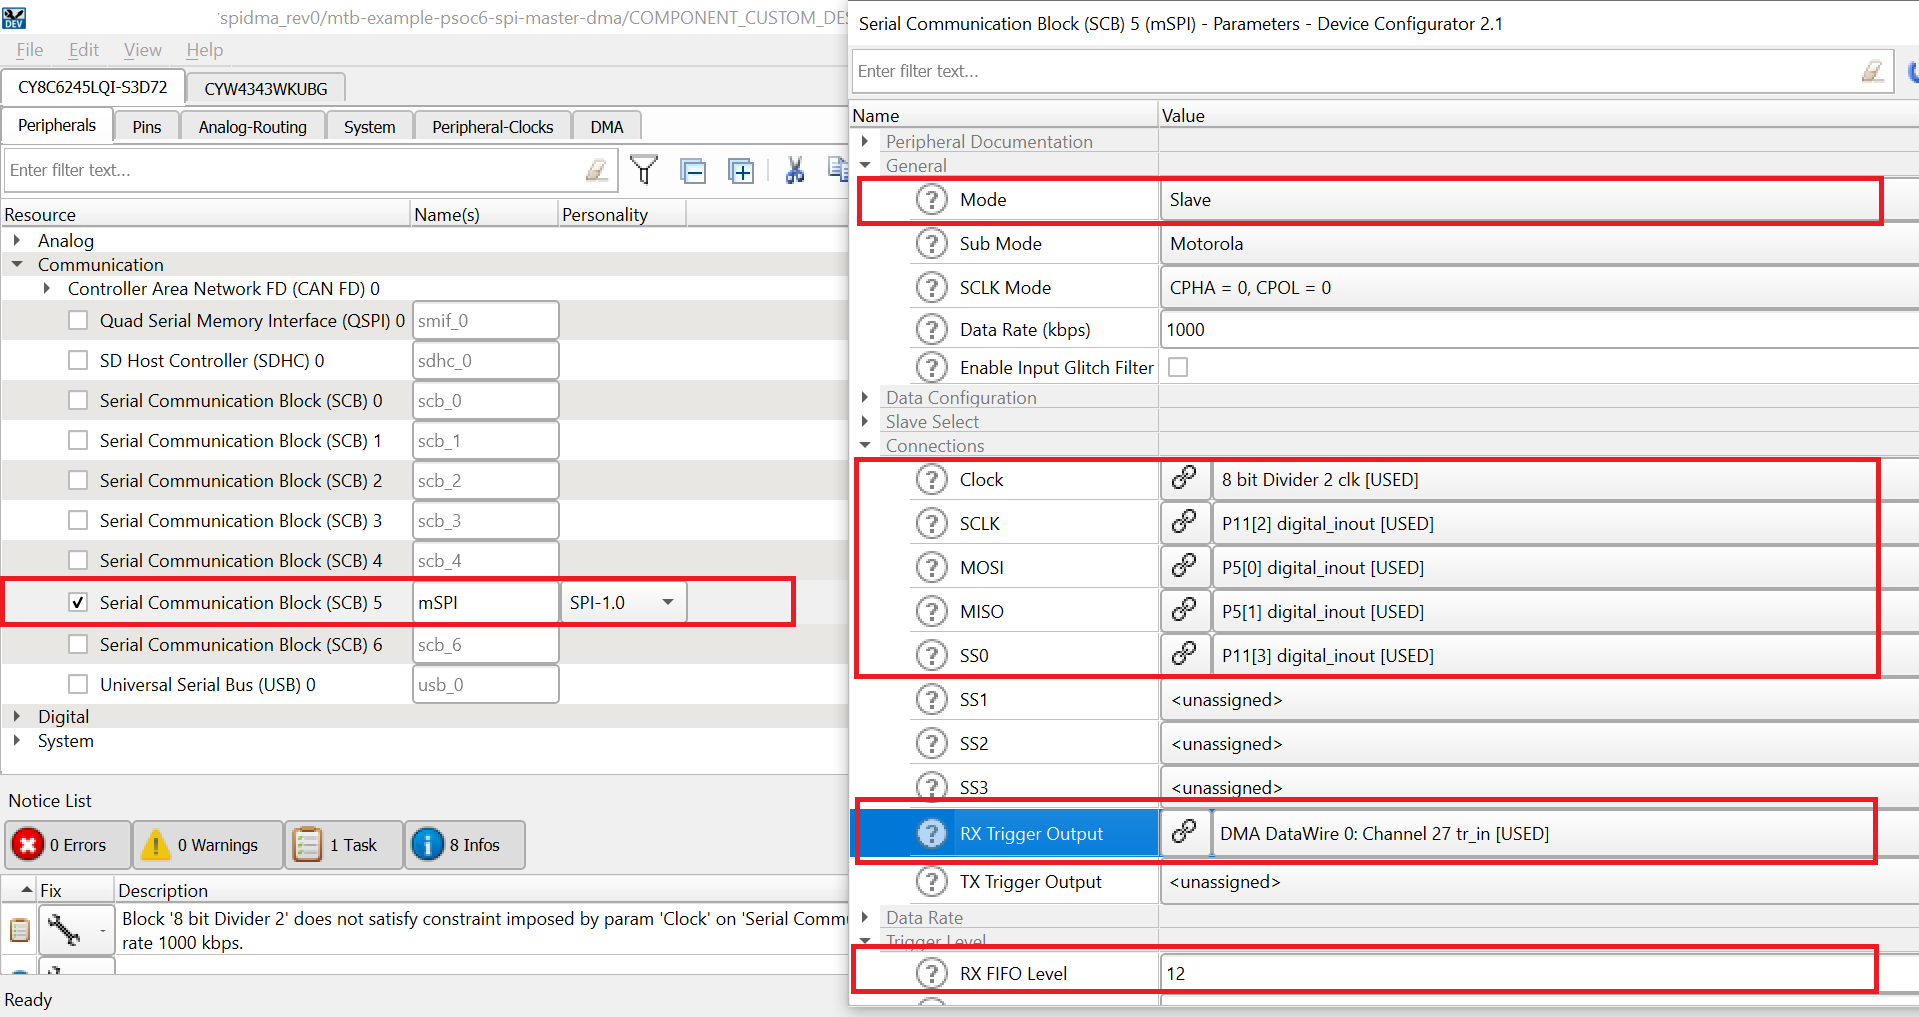 DEV
'spidma_rev0/mtb-example-psoc6-spi-master-dma/COMPONENT_CUSTOM_DES
File Edit View Help
CY8C6245LQI-S3D72 CYW4343WKUBG
Peripherals Pins Analog-Routing System Peripheral-Clocks DMA
Enter filter text...
Resource Name(s) Personality
Analog
Communication
Controller Area Network FD (CAN FD) 0
Quad Serial Memory Interface (QSPI) 0 smif_0
SD Host Controller (SDHC) 0 sdhc_0
Serial Communication Block (SCB) 0 scb_0
Serial Communication Block (SCB) 1 scb_1
Serial Communication Block (SCB) 2 scb_2
Serial Communication Block (SCB) 3 scb_3
Serial Communication Block (SCB) 4 scb_4
Serial Communication Block (SCB) 5 mSPI SPI-1.0
Serial Communication Block (SCB) 6 scb_6
Universal Serial Bus (USB) 0 usb_0
Digital
System
Notice List
0 Errors 0 Warnings 1 Task 8 Infos
Fix Description
Block '8 bit Divider 2' does not satisfy constraint imposed by param 'Clock' on 'Serial Commu
rate 1000 kbps.
Ready
Serial Communication Block (SCB) 5 (mSPI) - Parameters - Device Configurator 2.1
Enter filter text...
Name Value
Peripheral Documentation
General
Mode Slave
Sub Mode Motorola
SCLK Mode CPHA = 0, CPOL = 0
Data Rate (kbps) 1000
Enable Input Glitch Filter
Data Configuration
Slave Select
Connections
Clock 8 bit Divider 2 clk [USED]
SCLK P11[2] digital_inout [USED]
MOSI P5[0] digital_inout [USED]
MISO P5[1] digital_inout [USED]
SS0 P11[3] digital_inout [USED]
SS1 <unassigned>
SS2 <unassigned>
SS3 <unassigned>
RX Trigger Output DMA DataWire 0: Channel 27 tr_in [USED]
TX Trigger Output <unassigned>
Data Rate
Trigger Level
RX FIFO Level 12